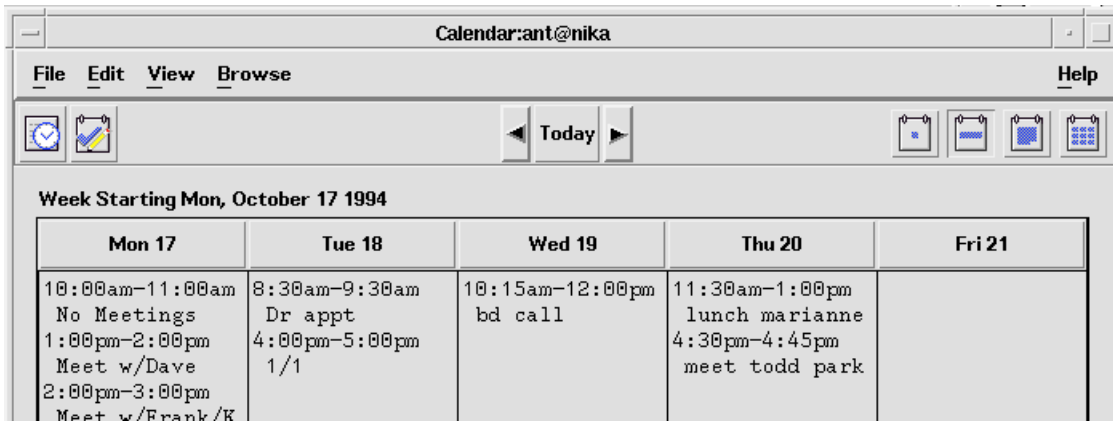 Calendar:ant@nika
File Edit View Browse Help
Today
Week Starting Mon, October 17 1994
Mon 17 Tue 18 Wed 19 Thu 20 Fri 21
10:00am-11:00am 8:30am-9:30am 10:15am-12:00pm 11:30am-1:00pm
No Meetings Dr appt bd call lunch marianne
1:00pm-2:00pm 4:00pm-5:00pm 4:30pm-4:45pm
Meet w/Dave 1/1 meet todd park
2:00pm-3:00pm
Meet w/Frank/K